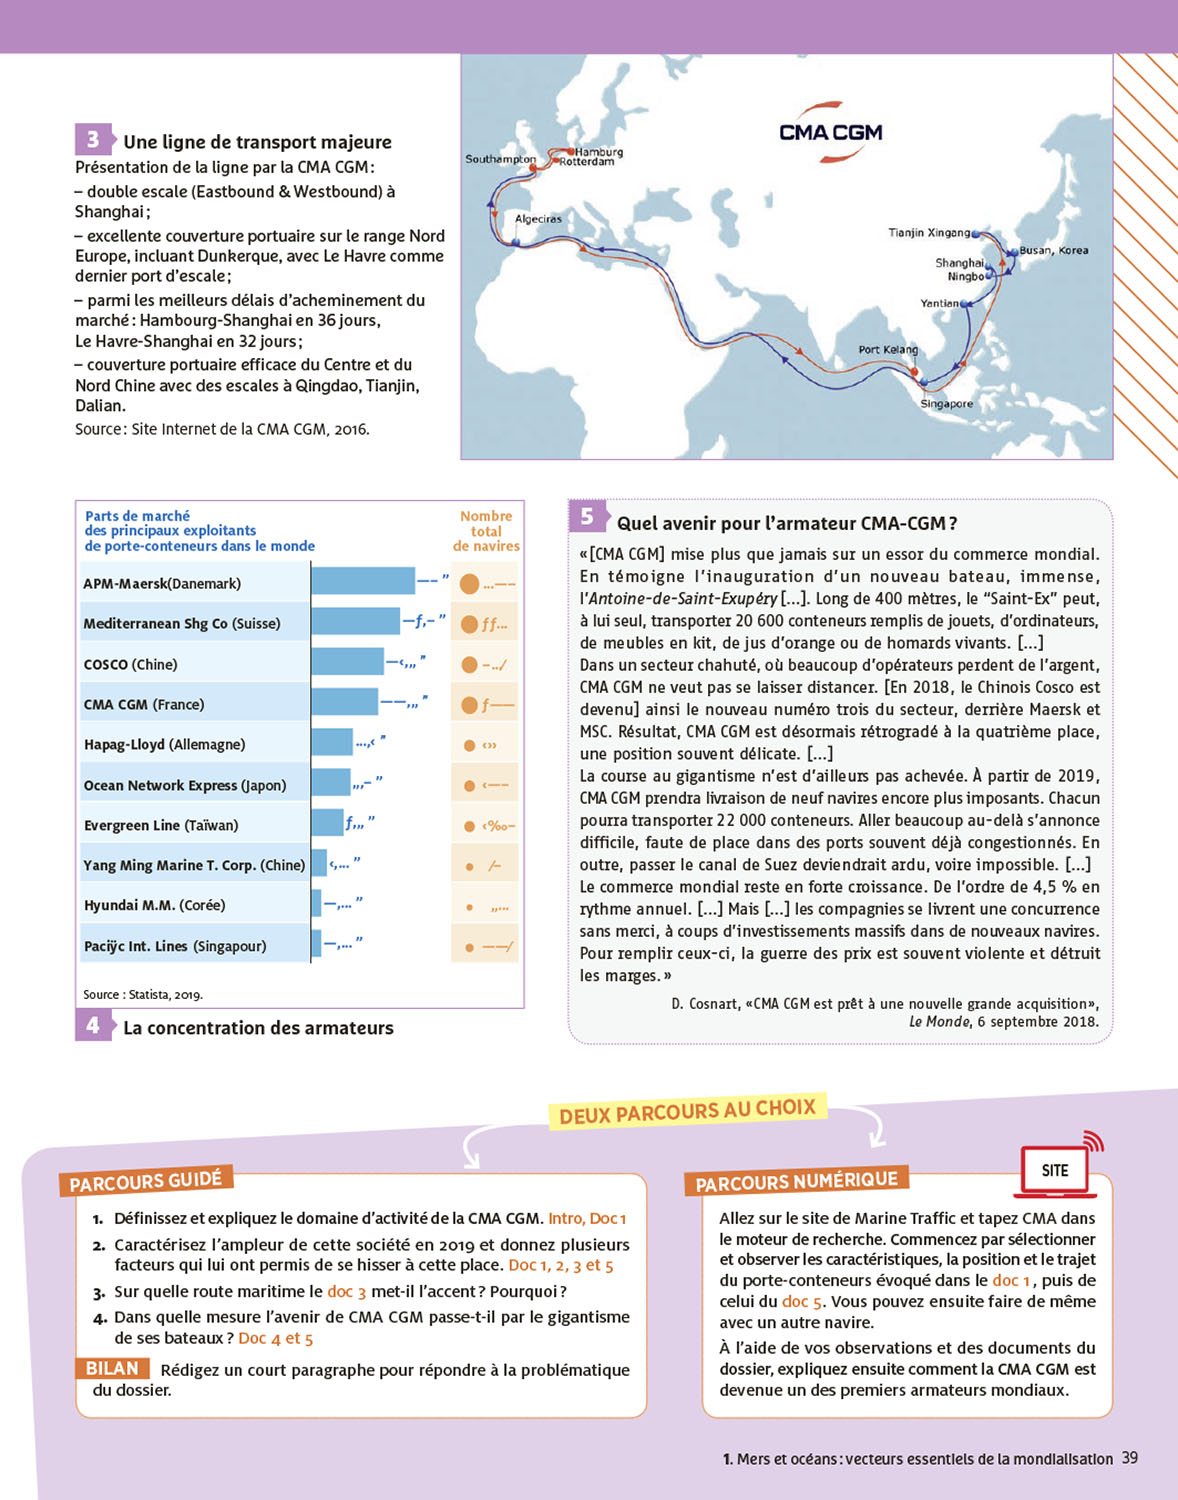 3 Une ligne de transport majeure
Présentation de la ligne par la CMA CGM :
– double escale (Eastbound & Westbound) à
Shanghai ;
– excellente couverture portuaire sur le range Nord
Europe, incluant Dunkerque, avec Le Havre comme
dernier port d'escale ;
– parmi les meilleurs délais d'acheminement du
marché : Hambourg-Shanghai en 36 jours,
Le Havre-Shanghai en 32 jours ;
– couverture portuaire efficace du Centre et du
Nord Chine avec des escales à Qingdao, Tianjin,
Dalian.
Source : Site Internet de la CMA CGM, 2016.
CMA CGM
Southampton
Hamburg
Rotterdam
Algeciras
Tianjin Xingang
Busan, Korea
Shanghai
Ningbo
Yantian
Port Kelang
Singapore
Parts de marché
des principaux exploitants
de porte-conteneurs dans le monde
Nombre
total
de navires
APM-Maersk(Danemark)
Mediterranean Shg Co (Suisse)
COSCO (Chine)
CMA CGM (France)
Hapag-Lloyd (Allemagne)
Ocean Network Express (Japon)
Evergreen Line (Taïwan)
Yang Ming Marine T. Corp. (Chine)
Hyundai M.M. (Corée)
Paciÿc Int. Lines (Singapour)
Source : Statista, 2019.
4 La concentration des armateurs
5 Quel avenir pour l'armateur CMA-CGM ?
« [CMA CGM] mise plus que jamais sur un essor du commerce mondial.
En témoigne l'inauguration d'un nouveau bateau, immense,
l'Antoine-de-Saint-Exupéry [...]. Long de 400 mètres, le “Saint-Ex” peut,
à lui seul, transporter 20 600 conteneurs remplis de jouets, d'ordinateurs,
de meubles en kit, de jus d'orange ou de homards vivants. [...]
Dans un secteur chahuté, où beaucoup d'opérateurs perdent de l'argent,
CMA CGM ne veut pas se laisser distancer. [En 2018, le Chinois Cosco est
devenu] ainsi le nouveau numéro trois du secteur, derrière Maersk et
MSC. Résultat, CMA CGM est désormais rétrogradé à la quatrième place,
une position souvent délicate. [...]
La course au gigantisme n'est d'ailleurs pas achevée. À partir de 2019,
CMA CGM prendra livraison de neuf navires encore plus imposants. Chacun
pourra transporter 22 000 conteneurs. Aller beaucoup au-delà s'annonce
difficile, faute de place dans des ports souvent déjà congestionnés. En
outre, passer le canal de Suez deviendrait ardu, voire impossible. [...]
Le commerce mondial reste en forte croissance. De l'ordre de 4,5 % en
rythme annuel. [...] Mais [...] les compagnies se livrent une concurrence
sans merci, à coups d'investissements massifs dans de nouveaux navires.
Pour remplir ceux-ci, la guerre des prix est souvent violente et détruit
les marges. »
D. Cosnart, «CMA CGM est prêt à une nouvelle grande acquisition»,
Le Monde, 6 septembre 2018.
DEUX PARCOURS AU CHOIX
PARCOURS GUIDÉ
1. Définissez et expliquez le domaine d'activité de la CMA CGM. Intro, Doc 1
2. Caractérisez l'ampleur de cette société en 2019 et donnez plusieurs
facteurs qui lui ont permis de se hisser à cette place. Doc 1, 2, 3 et 5
3. Sur quelle route maritime le doc 3 met-il l'accent ? Pourquoi ?
4. Dans quelle mesure l'avenir de CMA CGM passe-t-il par le gigantisme
de ses bateaux ? Doc 4 et 5
BILAN Rédigez un court paragraphe pour répondre à la problématique
du dossier.
PARCOURS NUMÉRIQUE
SITE
Allez sur le site de Marine Traffic et tapez CMA dans
le moteur de recherche. Commencez par sélectionner
et observer les caractéristiques, la position et le trajet
du porte-conteneurs évoqué dans le doc 1, puis de
celui du doc 5. Vous pouvez ensuite faire de même
avec un autre navire.
À l'aide de vos observations et des documents du
dossier, expliquez ensuite comment la CMA CGM est
devenue un des premiers armateurs mondiaux.
1. Mers et océans : vecteurs essentiels de la mondialisation 39